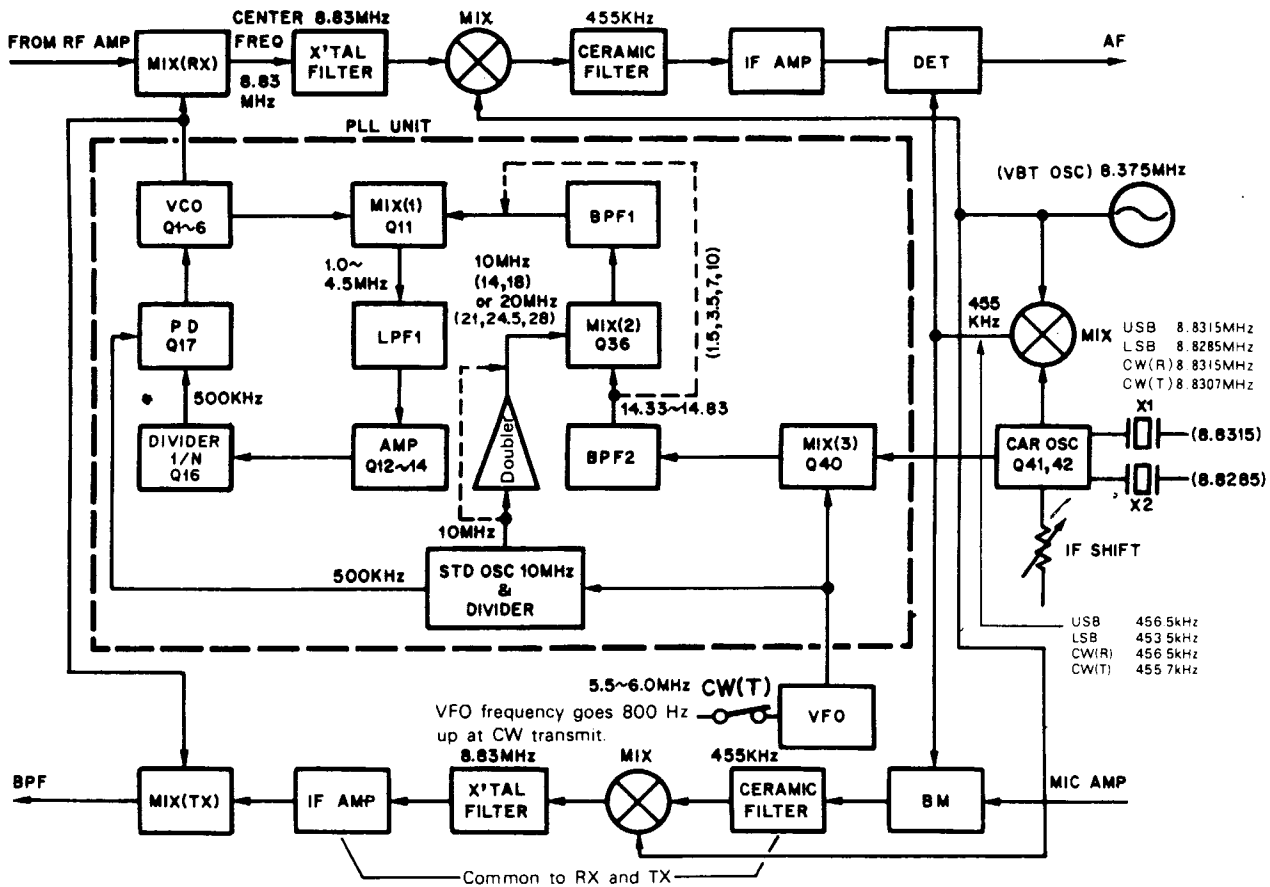 FROM RF AMP
MIX(RX)
CENTER 8.83MHz
FREQ
8.83
MHz
X'TAL
FILTER
MIX
455KHz
CERAMIC
FILTER
IF AMP
DET
AF
PLL UNIT
VCO
Q1~6
MIX(1)
Q11
BPF1
(VBT OSC) 8.375MHz
1.0~
4.5MHz
10MHz
(14,18)
or 20MHz
(21,24.5,28)
(1.5,3.5,7,10)
PD
Q17
LPF1
MIX(2)
Q36
455
KHz
MIX
USB 8.8315MHz
LSB 8.8285MHz
CW(R) 8.8315MHz
CW(T) 8.8307MHz
500KHz
14.33~14.83
DIVIDER
1/N
Q16
AMP
Q12~14
Doubler
BPF2
MIX(3)
Q40
CAR OSC
Q41,42
X1
(8.8315)
X2
(8.8285)
IF SHIFT
10MHz
500KHz
STD OSC 10MHz
&
DIVIDER
USB 456.5kHz
LSB 453.5kHz
CW(R) 456.5kHz
CW(T) 455.7kHz
5.5~6.0MHz
CW(T)
VFO
VFO frequency goes 800 Hz
up at CW transmit.
BPF
MIX(TX)
IF AMP
8.83MHz
X'TAL
FILTER
MIX
455KHz
CERAMIC
FILTER
BM
MIC AMP
Common to RX and TX